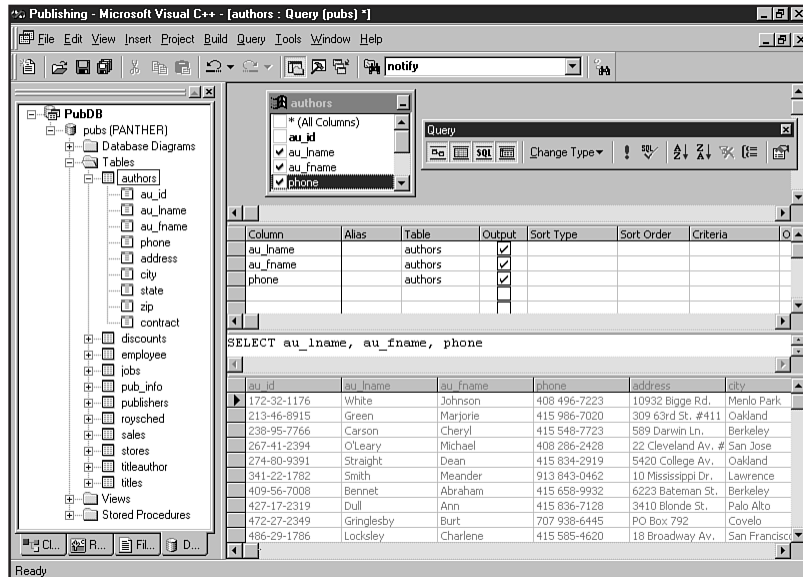 Publishing - Microsoft Visual C++ - [authors : Query (pubs) *]
File Edit View Insert Project Build Query Tools Window Help
notify
PubDB
pubs (PANTHER)
Database Diagrams
Tables
authors
au_id
au_lname
au_fname
phone
address
city
state
zip
contract
discounts
employee
jobs
pub_info
publishers
roysched
sales
stores
titleauthor
titles
Views
Stored Procedures
Cl... R... Fil... D...
authors
* (All Columns)
au_id
au_lname
au_fname
phone
Query
SQL Change Type SQL
Column Alias Table Output Sort Type Sort Order Criteria O
au_lname authors
au_fname authors
phone authors
SELECT au_lname, au_fname, phone
au_id au_lname au_fname phone address city
172-32-1176 White Johnson 408 496-7223 10932 Bigge Rd. Menlo Park
213-46-8915 Green Marjorie 415 986-7020 309 63rd St. #411 Oakland
238-95-7766 Carson Cheryl 415 548-7723 589 Darwin Ln. Berkeley
267-41-2394 O'Leary Michael 408 286-2428 22 Cleveland Av. # San Jose
274-80-9391 Straight Dean 415 834-2919 5420 College Av. Oakland
341-22-1782 Smith Meander 913 843-0462 10 Mississippi Dr. Lawrence
409-56-7008 Bennet Abraham 415 658-9932 6223 Bateman St. Berkeley
427-17-2319 Dull Ann 415 836-7128 3410 Blonde St. Palo Alto
472-27-2349 Gringlesby Burt 707 938-6445 PO Box 792 Covelo
486-29-1786 Locksley Charlene 415 585-4620 18 Broadway Av. San Francisco
Ready